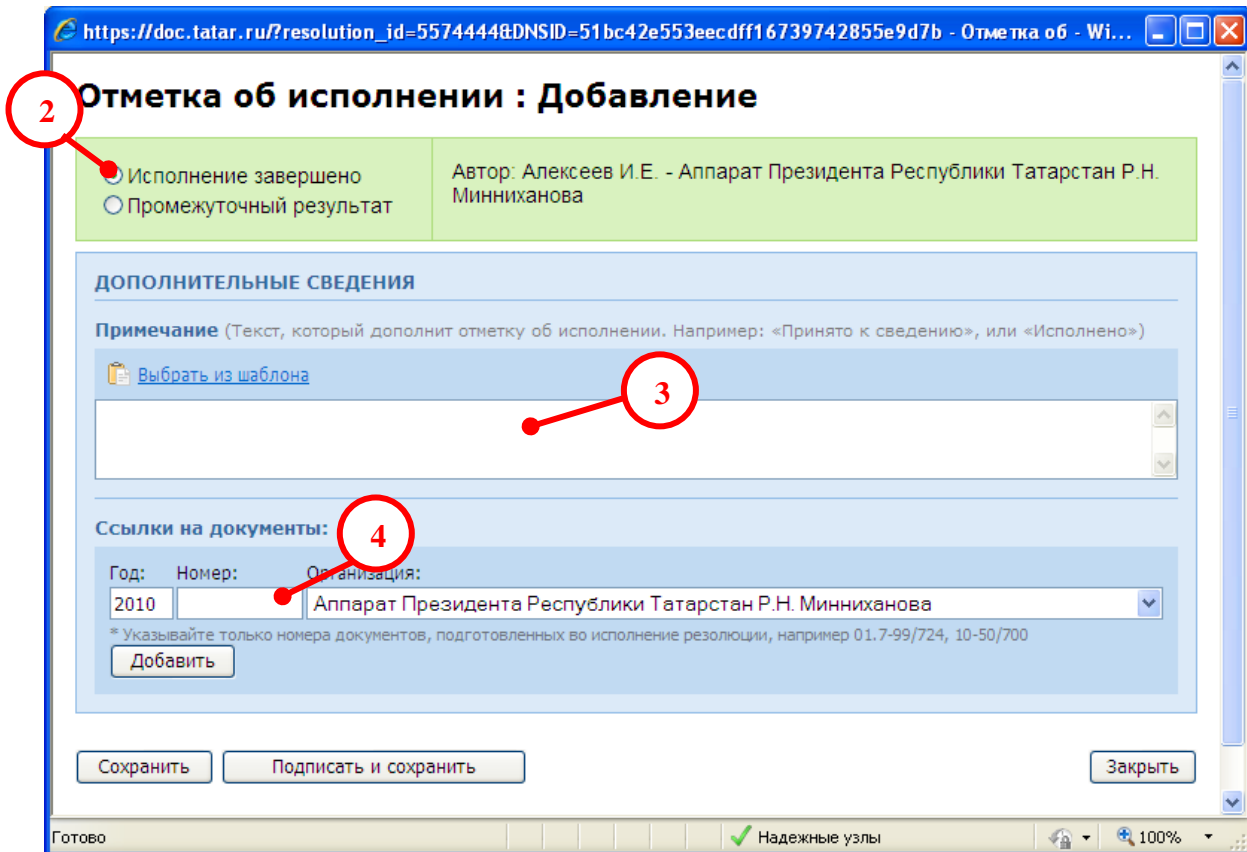 https://doc.tatar.ru/?resolution_id=5574444&DNSID=51bc42e553eecdff16739742855e9d7b - Отметка об - Wi...
Отметка об исполнении : Добавление
2
Исполнение завершено
Промежуточный результат
Автор: Алексеев И.Е. - Аппарат Президента Республики Татарстан Р.Н.
Минниханова
ДОПОЛНИТЕЛЬНЫЕ СВЕДЕНИЯ
Примечание (Текст, который дополнит отметку об исполнении. Например: «Принято к сведению», или «Исполнено»)
Выбрать из шаблона
3
Ссылки на документы:
4
Год: Номер: Организация:
2010 Аппарат Президента Республики Татарстан Р.Н. Минниханова
* Указывайте только номера документов, подготовленных во исполнение резолюции, например 01.7-99/724, 10-50/700
Добавить
Сохранить Подписать и сохранить Закрыть
Готово Надежные узлы 100%